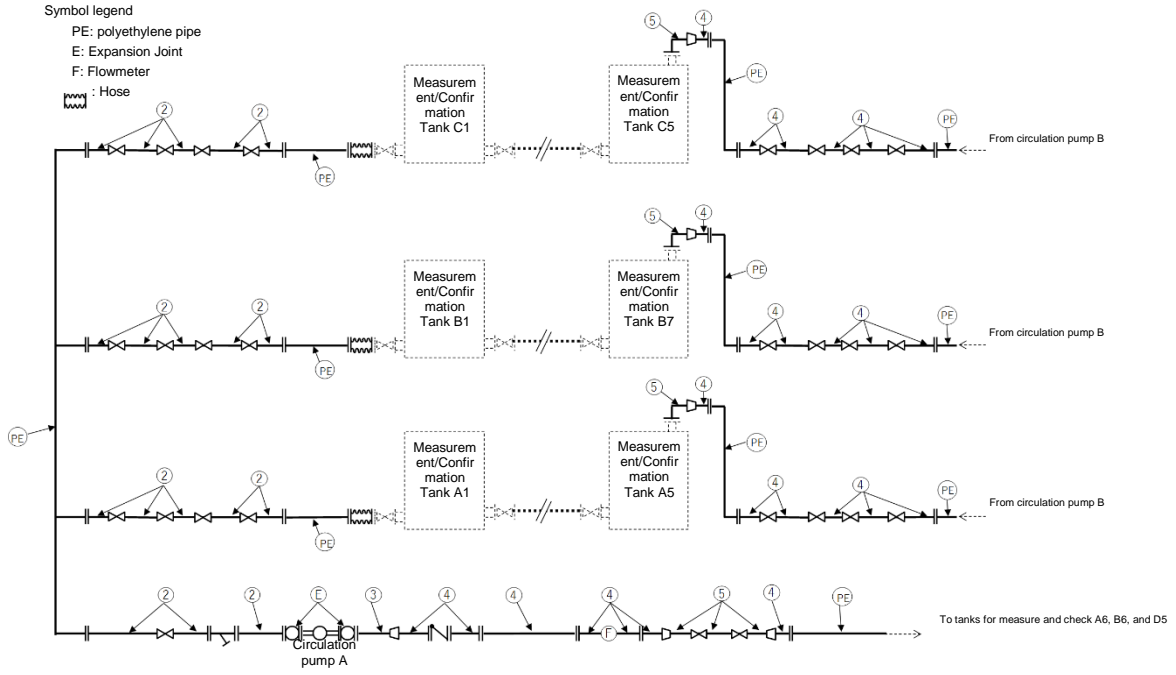 Symbol legend
PE: polyethylene pipe
E: Expansion Joint
F: Flowmeter
: Hose
5
4
PE
2
2
Measurem
ent/Confir
mation
Tank C1
Measurem
ent/Confir
mation
Tank C5
4
4
PE
From circulation pump B
PE
5
4
PE
2
2
Measurem
ent/Confir
mation
Tank B1
Measurem
ent/Confir
mation
Tank B7
4
4
PE
From circulation pump B
PE
5
4
PE
PE
2
2
Measurem
ent/Confir
mation
Tank A1
Measurem
ent/Confir
mation
Tank A5
4
4
PE
From circulation pump B
PE
2
2
E
3
4
4
4
5
4
PE
F
Circulation
pump A
To tanks for measure and check A6, B6, and D5